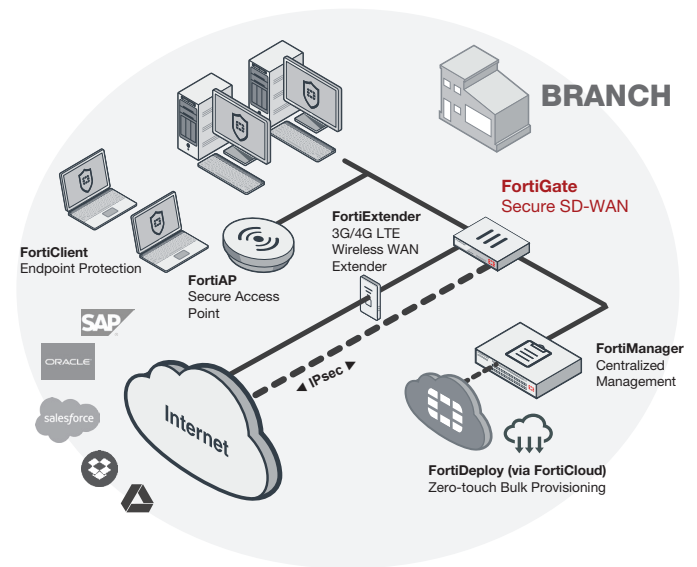 BRANCH
FortiGate
Secure SD-WAN
FortiExtender
3G/4G LTE
Wireless WAN
Extender
FortiClient
Endpoint Protection
FortiAP
Secure Access
Point
SAP
ORACLE
salesforce
Internet
IPsec
FortiManager
Centralized
Management
FortiDeploy (via FortiCloud)
Zero-touch Bulk Provisioning